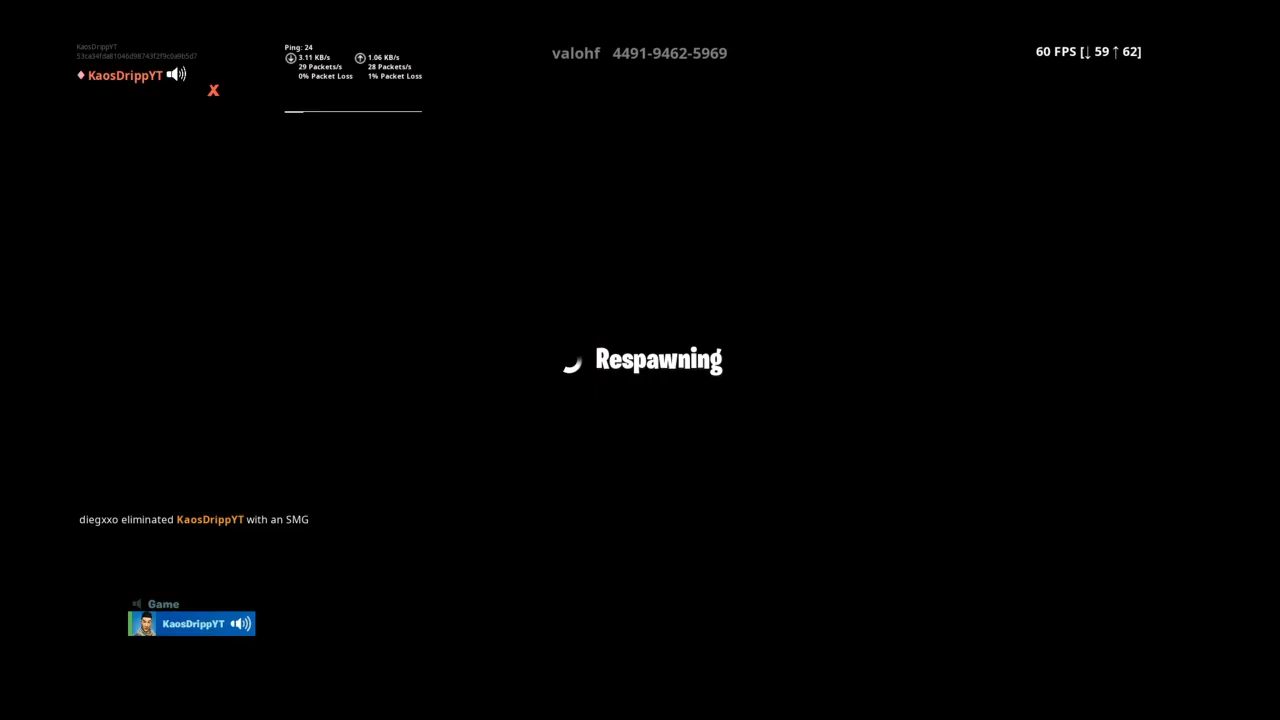 KaosDrippYT
♦ KaosDrippYT
X
Ping: 24
3.11 KB/s 1.06 KB/s
29 Packets/s 28 Packets/s
0% Packet Loss 1% Packet Loss
valohf 4491-9462-5969
60 FPS [↓ 59 ↑ 62]
Respawning
diegxxo eliminated KaosDrippYT with an SMG
Game
KaosDrippYT